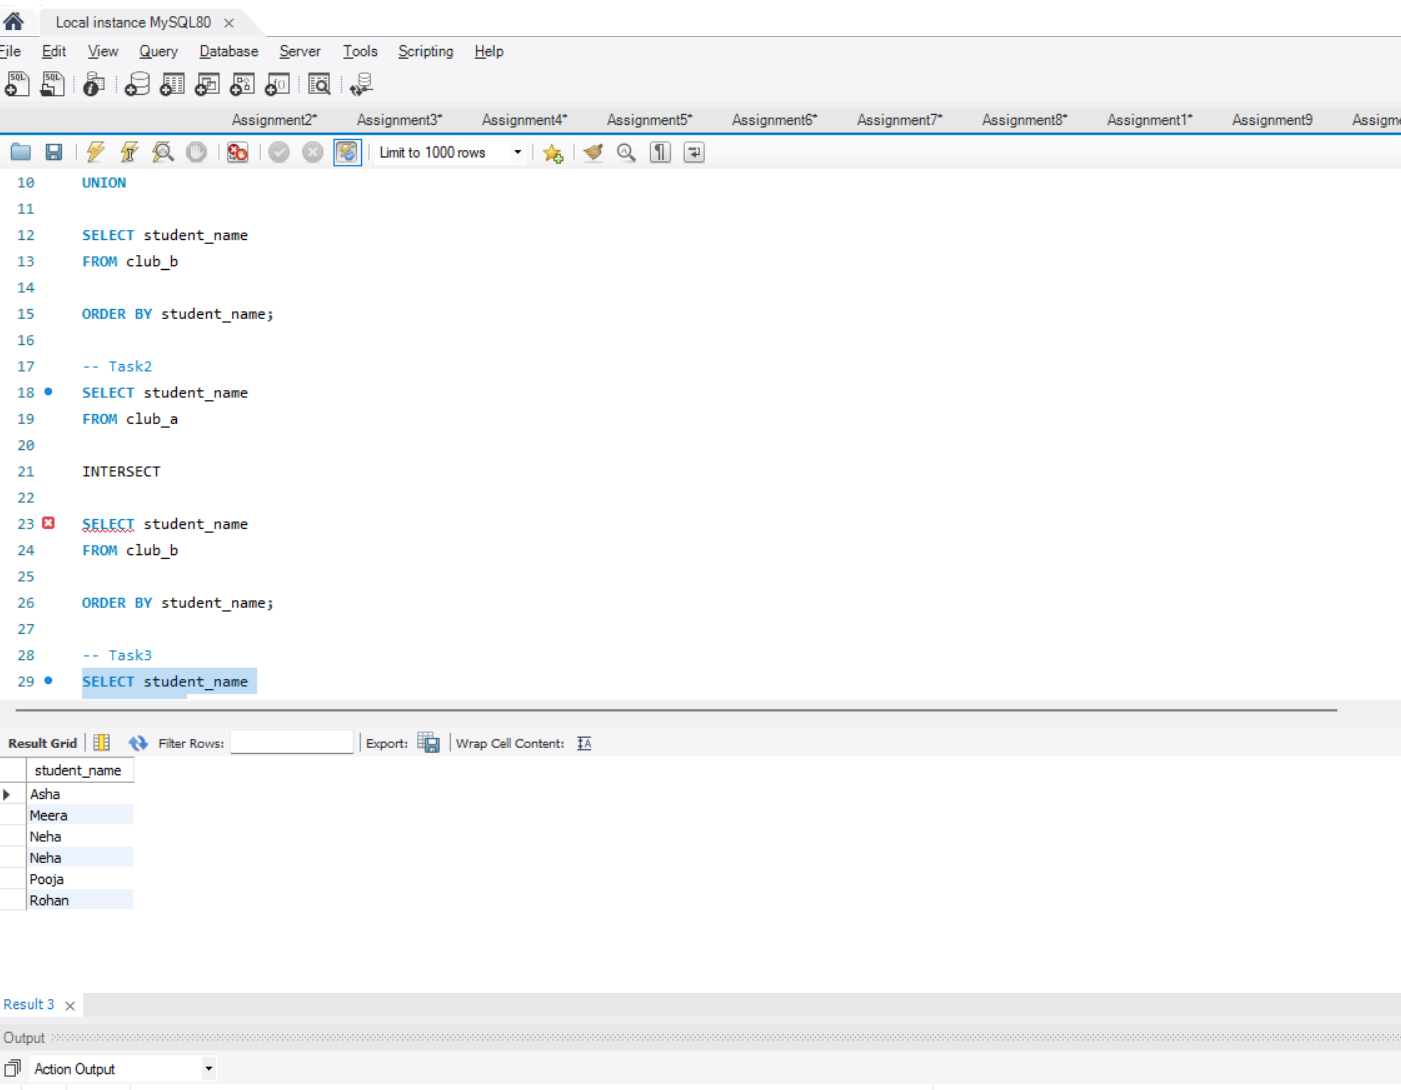 Local instance MySQL80
File Edit View Query Database Server Tools Scripting Help
Assignment2* Assignment3* Assignment4* Assignment5* Assignment6* Assignment7* Assignment8* Assignment1* Assignment9 Assigme
Limit to 1000 rows
10 UNION
11
12 SELECT student_name
13 FROM club_b
14
15 ORDER BY student_name;
16
17 -- Task2
18 SELECT student_name
19 FROM club_a
20
21 INTERSECT
22
23 SELECT student_name
24 FROM club_b
25
26 ORDER BY student_name;
27
28 -- Task3
29 SELECT student_name
Result Grid Filter Rows: Export: Wrap Cell Content:
student_name
Asha
Meera
Neha
Neha
Pooja
Rohan
Result 3
Output
Action Output